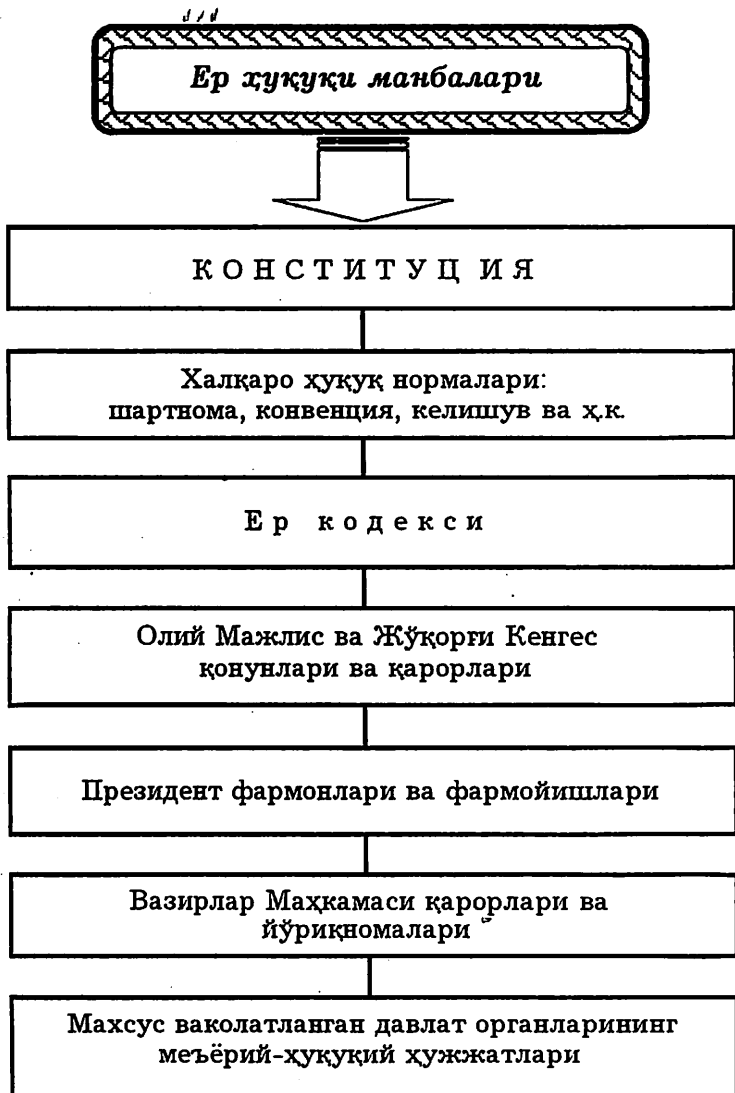 Ер ҳуқуқи манбалари
КОНСТИТУЦИЯ
Халқаро ҳуқуқ нормалари:
шартнома, конвенция, келишув ва ҳ.к.
Ер кодекси
Олий Мажлис ва Жўқорғи Кенгес
қонунлари ва қарорлари
Президент фармонлари ва фармойишлари
Вазирлар Маҳкамаси қарорлари ва
йўриқномалари
Махсус ваколатланган давлат органларининг
меъёрий-ҳуқуқий ҳужжатлари